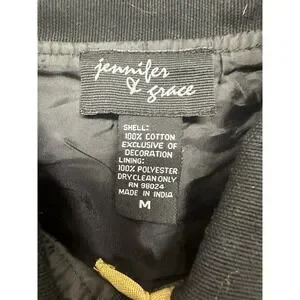 jennifer
& grace
SHELL:
100% COTTON
EXCLUSIVE OF
DECORATION
LINING:
100% POLYESTER
DRYCLEAN ONLY
RN 98024
MADE IN INDIA
M